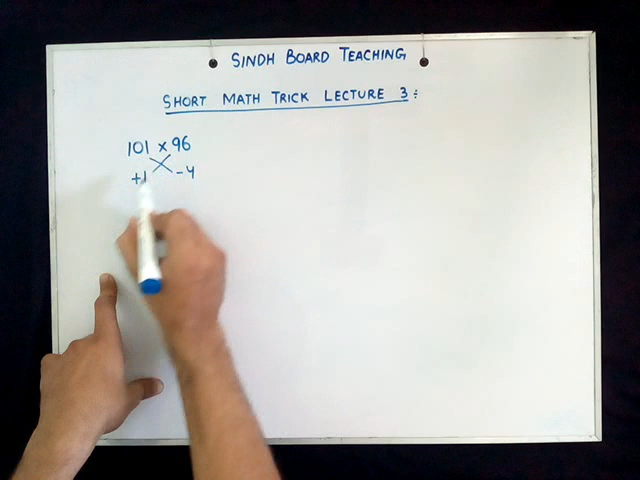 SINDH BOARD TEACHING
SHORT MATH TRICK LECTURE 3 :
101 x 96
+1 -4